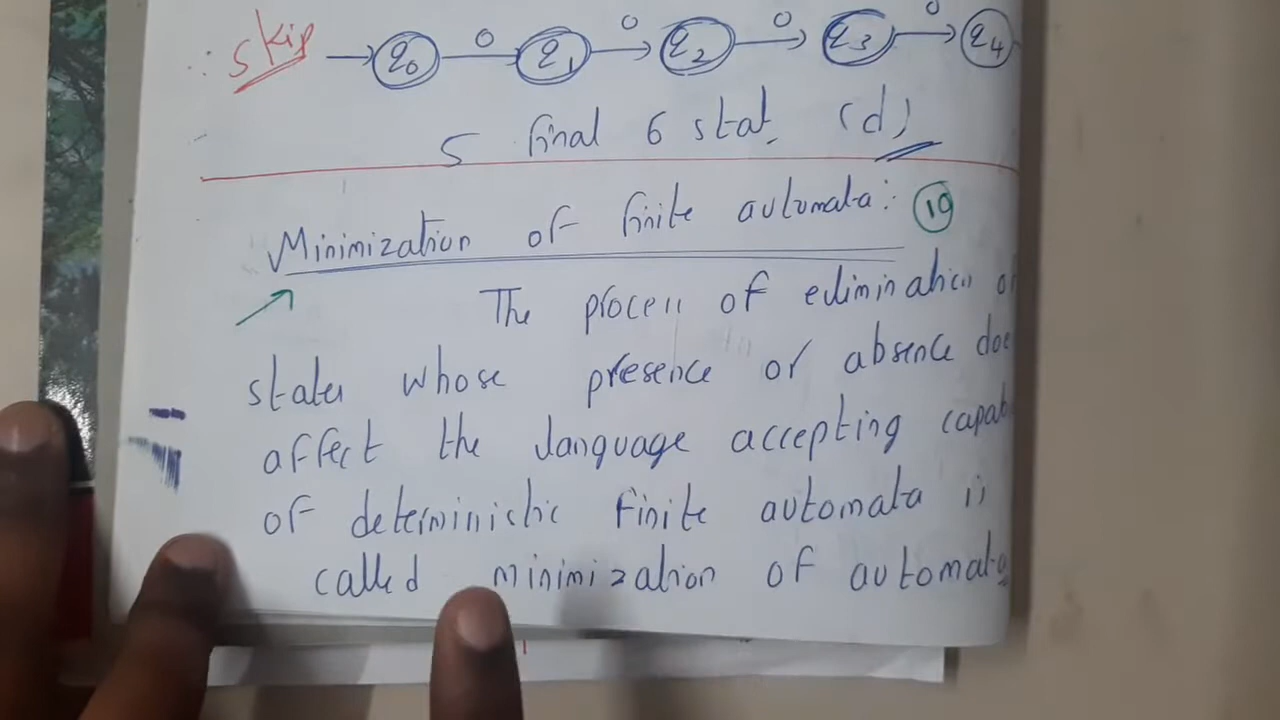 ∴ skip → q0 0 q1 0 q2 0 q3 0 q4
5 final 6 stat. (d)
Minimization of finite automata:- 19
The process of elimination of
states whose presence or absence doe
affect the language accepting capab
of deterministic finite automata is
called minimization of automata